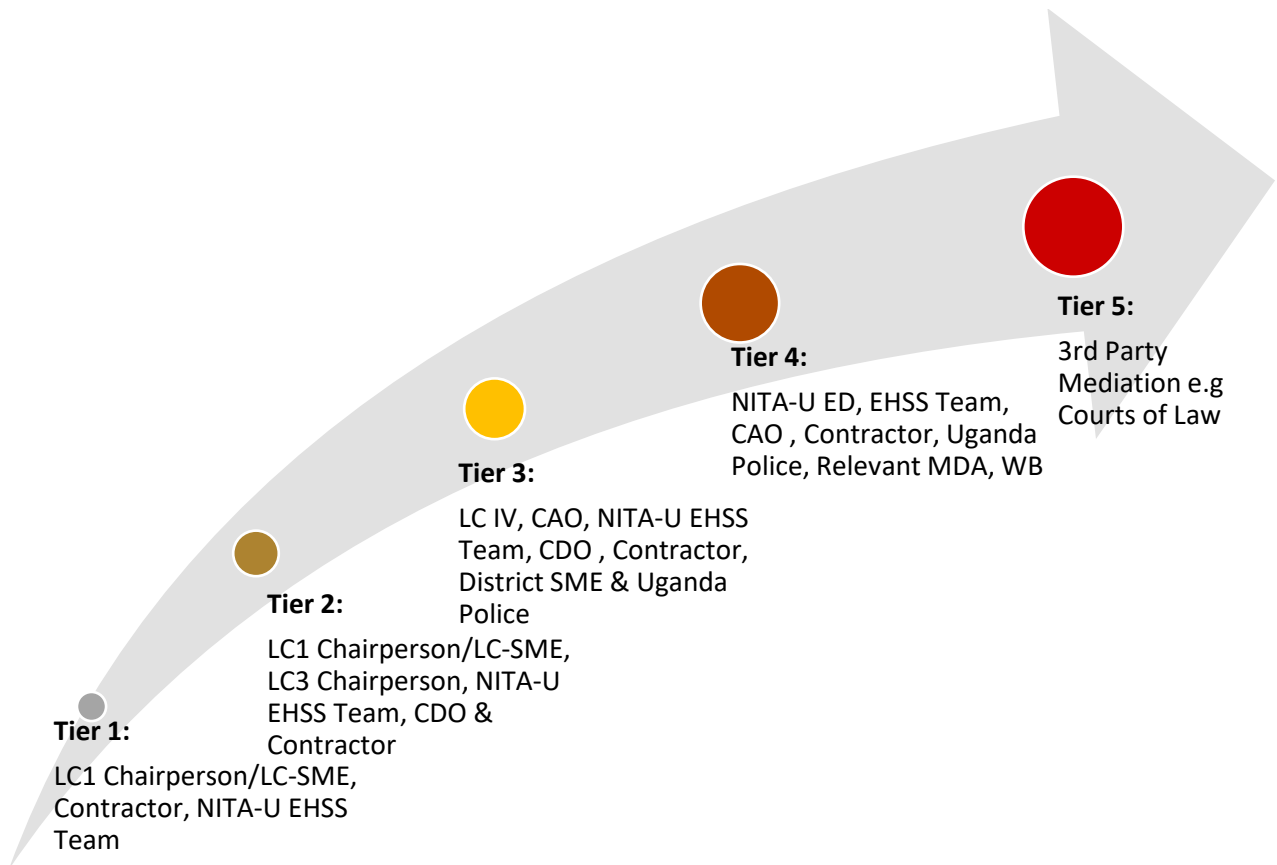 Tier 1:
LC1 Chairperson/LC-SME,
Contractor, NITA-U EHSS
Team
Tier 2:
LC1 Chairperson/LC-SME,
LC3 Chairperson, NITA-U
EHSS Team, CDO &
Contractor
Tier 3:
LC IV, CAO, NITA-U EHSS
Team, CDO , Contractor,
District SME & Uganda
Police
Tier 4:
NITA-U ED, EHSS Team,
CAO , Contractor, Uganda
Police, Relevant MDA, WB
Tier 5:
3rd Party
Mediation e.g
Courts of Law